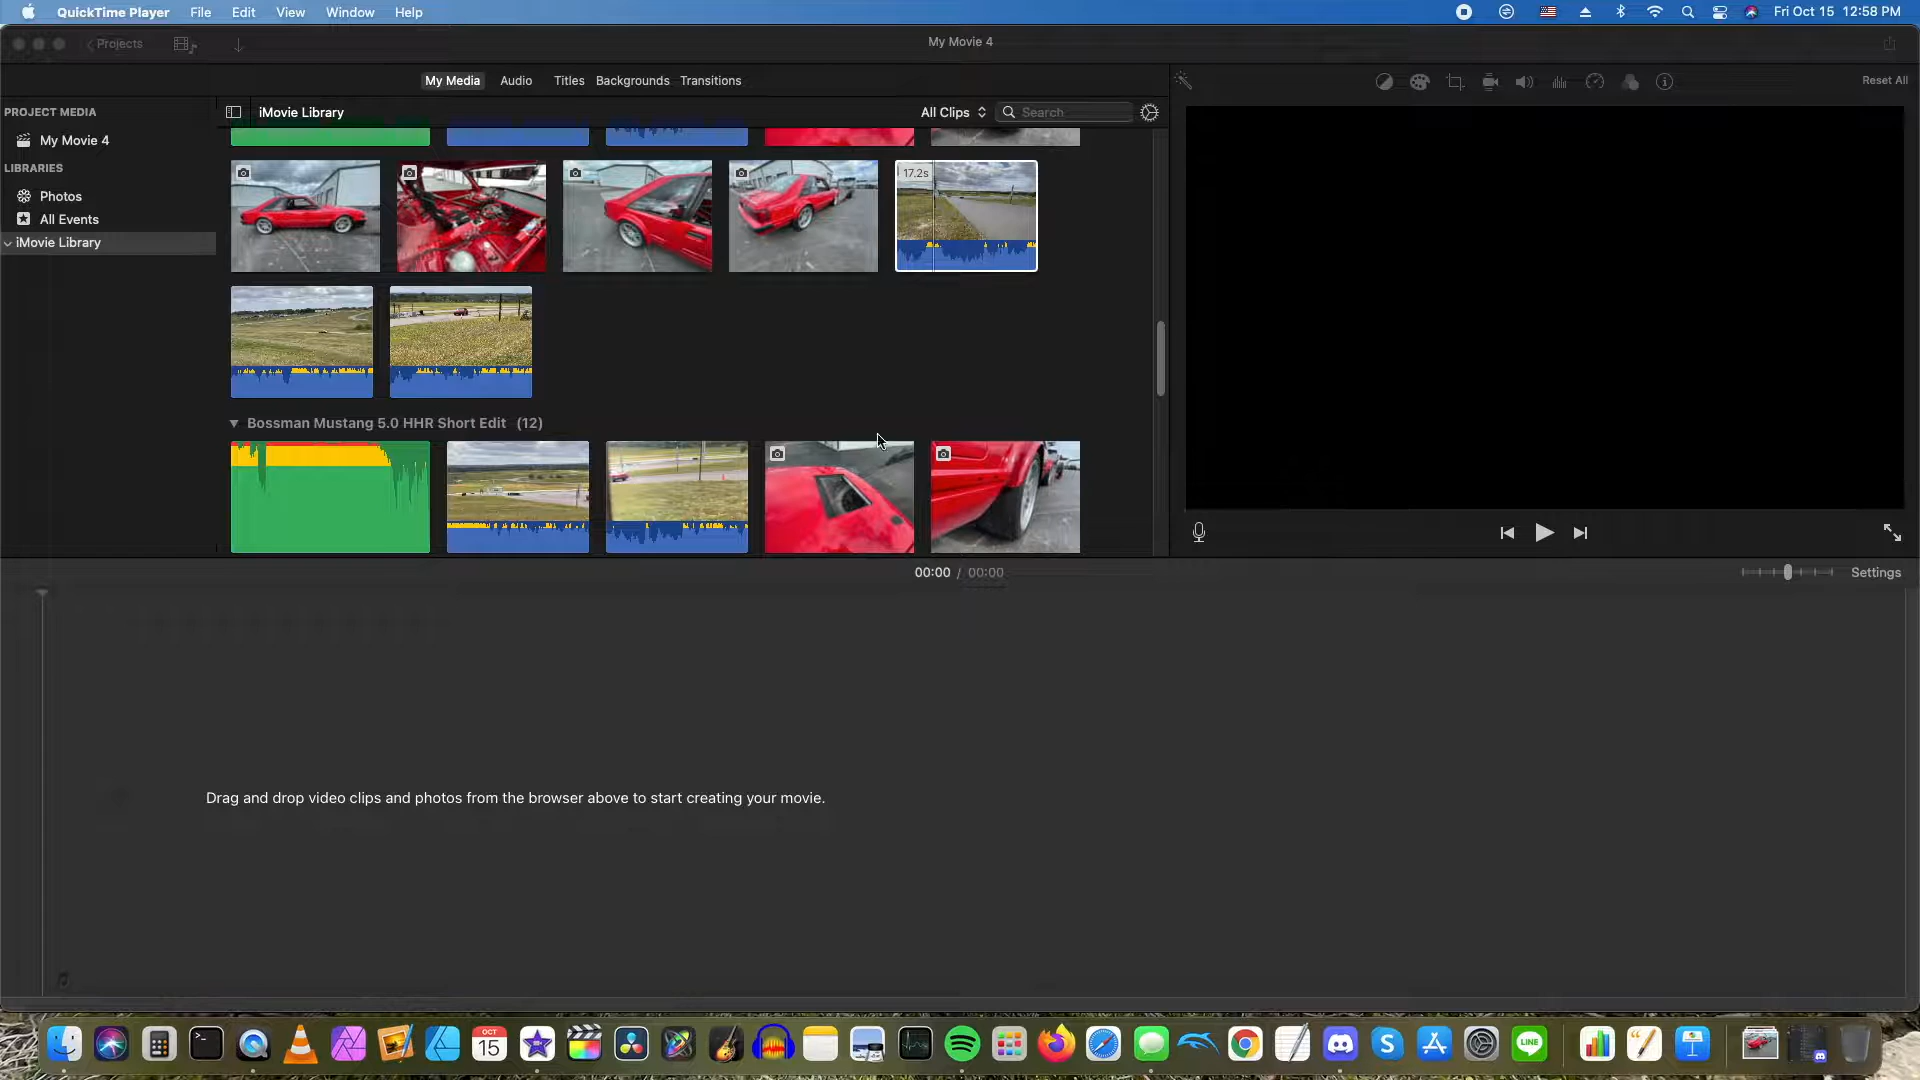 QuickTime Player File Edit View Window Help Fri Oct 15 12:58 PM
Projects My Movie 4
My Media Audio Titles Backgrounds Transitions Reset All
PROJECT MEDIA
iMovie Library All Clips Search
My Movie 4
LIBRARIES
17.2s
Photos
All Events
iMovie Library
Bossman Mustang 5.0 HHR Short Edit (12)
00:00 / 00:00 Settings
Drag and drop video clips and photos from the browser above to start creating your movie.
OCT
15
LINE